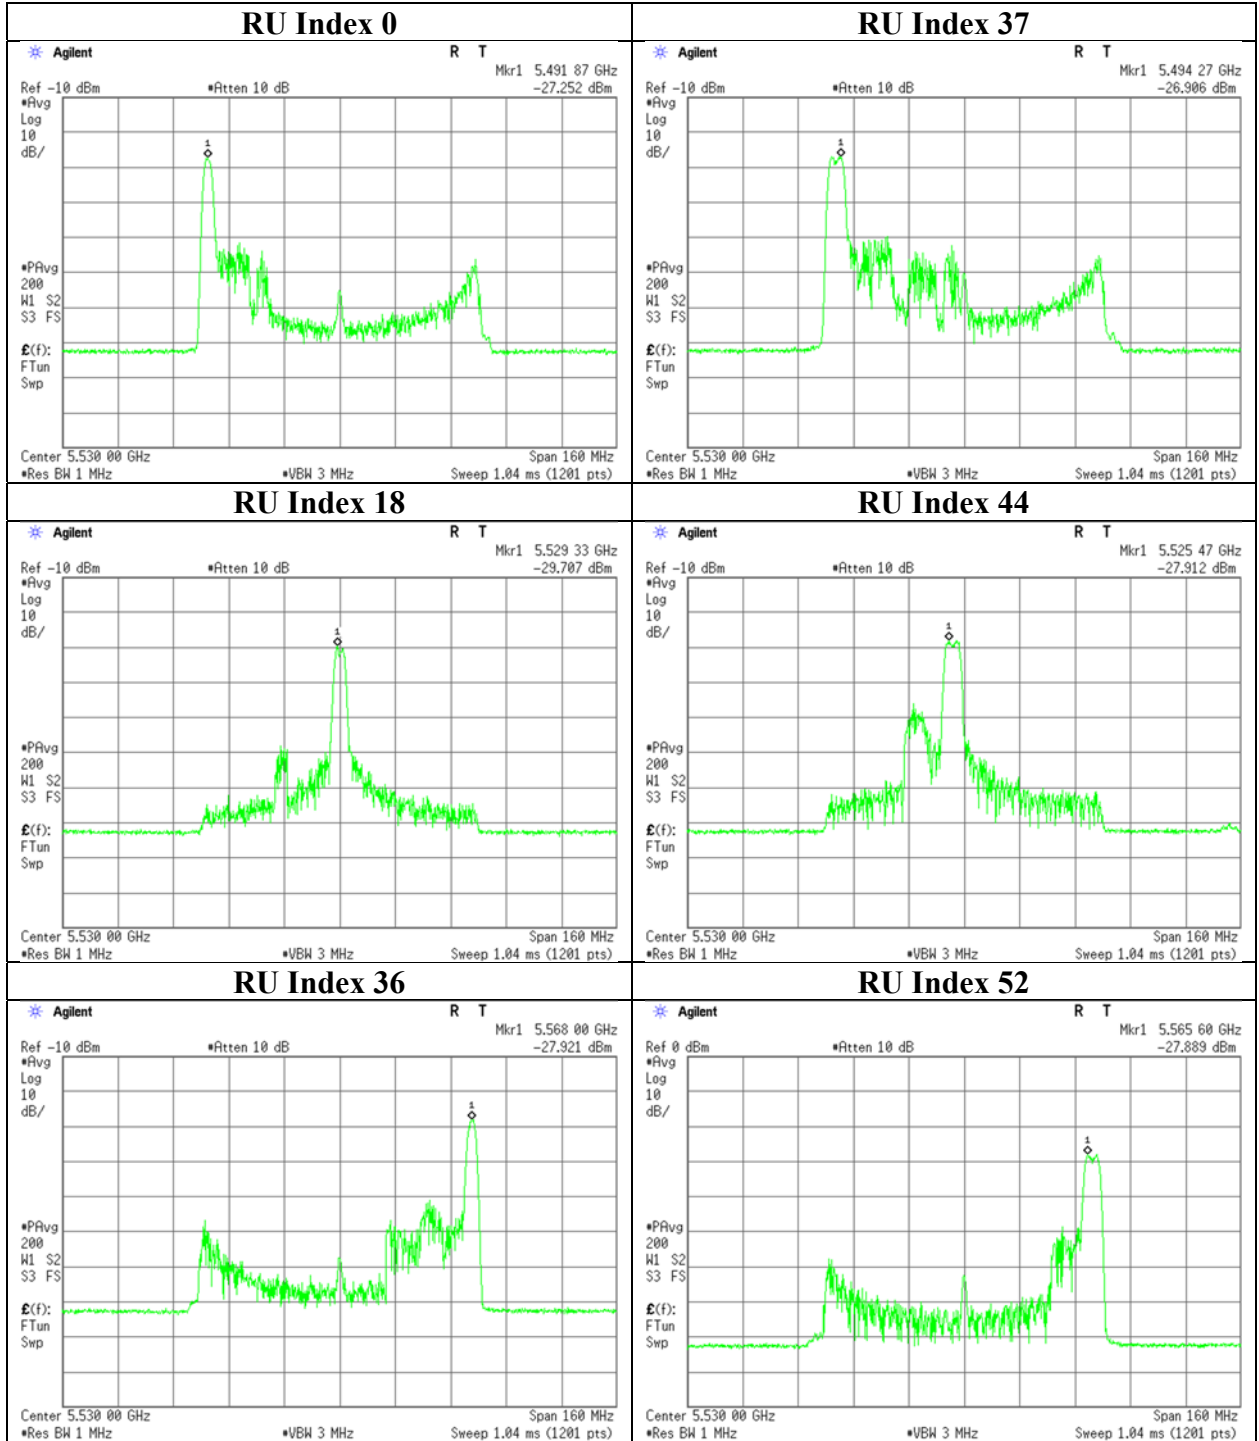 RU Index 0
Agilent R T
Mkr1 5.491 87 GHz
Ref -10 dBm #Atten 10 dB -27.252 dBm
#Avg
Log
10
dB/
1
#PAvg
200
W1 S2
S3 FS
£(f):
FTun
Swp
Center 5.530 00 GHz Span 160 MHz
#Res BW 1 MHz #VBW 3 MHz Sweep 1.04 ms (1201 pts)
RU Index 37
Agilent R T
Mkr1 5.494 27 GHz
Ref -10 dBm #Atten 10 dB -26.906 dBm
#Avg
Log
10
dB/
1
#PAvg
200
W1 S2
S3 FS
£(f):
FTun
Swp
Center 5.530 00 GHz Span 160 MHz
#Res BW 1 MHz #VBW 3 MHz Sweep 1.04 ms (1201 pts)
RU Index 18
Agilent R T
Mkr1 5.529 33 GHz
Ref -10 dBm #Atten 10 dB -29.707 dBm
#Avg
Log
10
dB/
1
#PAvg
200
W1 S2
S3 FS
£(f):
FTun
Swp
Center 5.530 00 GHz Span 160 MHz
#Res BW 1 MHz #VBW 3 MHz Sweep 1.04 ms (1201 pts)
RU Index 44
Agilent R T
Mkr1 5.525 47 GHz
Ref -10 dBm #Atten 10 dB -27.912 dBm
#Avg
Log
10
dB/
1
#PAvg
200
W1 S2
S3 FS
£(f):
FTun
Swp
Center 5.530 00 GHz Span 160 MHz
#Res BW 1 MHz #VBW 3 MHz Sweep 1.04 ms (1201 pts)
RU Index 36
Agilent R T
Mkr1 5.568 00 GHz
Ref -10 dBm #Atten 10 dB -27.921 dBm
#Avg
Log
10
dB/
1
#PAvg
200
W1 S2
S3 FS
£(f):
FTun
Swp
Center 5.530 00 GHz Span 160 MHz
#Res BW 1 MHz #VBW 3 MHz Sweep 1.04 ms (1201 pts)
RU Index 52
Agilent R T
Mkr1 5.565 60 GHz
Ref 0 dBm #Atten 10 dB -27.889 dBm
#Avg
Log
10
dB/
1
#PAvg
200
W1 S2
S3 FS
£(f):
FTun
Swp
Center 5.530 00 GHz Span 160 MHz
#Res BW 1 MHz #VBW 3 MHz Sweep 1.04 ms (1201 pts)